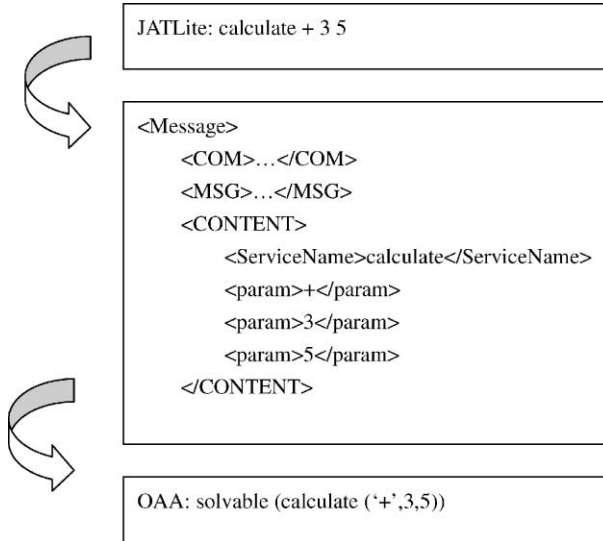 JATLite: calculate + 3 5
<Message>
<COM>…</COM>
<MSG>…</MSG>
<CONTENT>
<ServiceName>calculate</ServiceName>
<param>+</param>
<param>3</param>
<param>5</param>
</CONTENT>
OAA: solvable (calculate (‘+’,3,5))